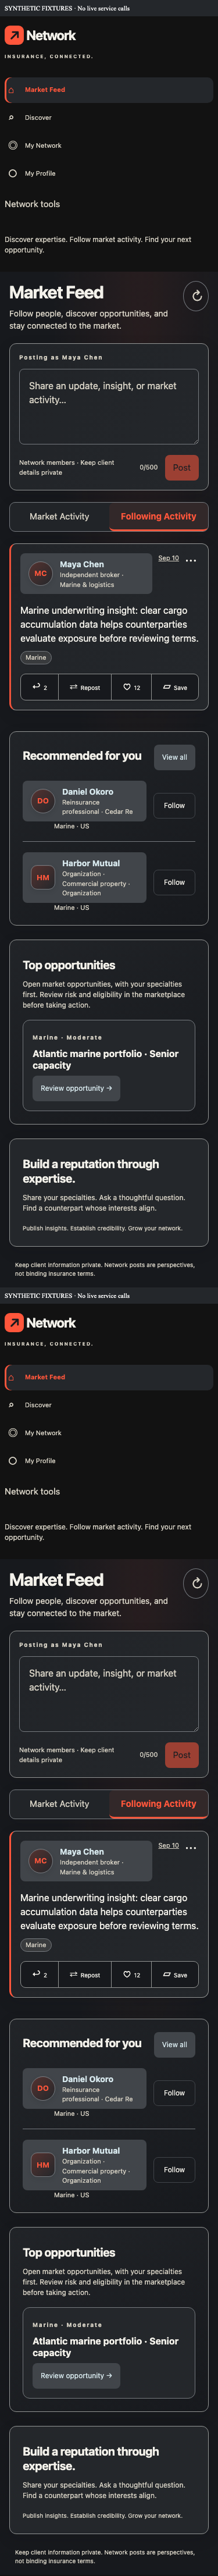 SYNTHETIC FIXTURES · No live service calls
Network
INSURANCE, CONNECTED.
Market Feed
Discover
My Network
My Profile
Network tools
Discover expertise. Follow market activity. Find your next
opportunity.
Market Feed
Follow people, discover opportunities, and
stay connected to the market.
Posting as Maya Chen
Share an update, insight, or market
activity...
Network members · Keep client
details private
0/500
Post
Market Activity
Following Activity
MC
Maya Chen
Independent broker ·
Marine & logistics
Sep 10
Marine underwriting insight: clear cargo
accumulation data helps counterparties
evaluate exposure before reviewing terms.
Marine
2
Repost
12
Save
Recommended for you
View all
DO
Daniel Okoro
Reinsurance
professional · Cedar Re
Follow
Marine · US
HM
Harbor Mutual
Organization ·
Commercial property ·
Organization
Follow
Marine · US
Top opportunities
Open market opportunities, with your specialties
first. Review risk and eligibility in the marketplace
before taking action.
Marine · Moderate
Atlantic marine portfolio · Senior
capacity
Review opportunity →
Build a reputation through
expertise.
Share your specialties. Ask a thoughtful question.
Find a counterpart whose interests align.
Publish insights. Establish credibility. Grow your network.
Keep client information private. Network posts are perspectives,
not binding insurance terms.
SYNTHETIC FIXTURES · No live service calls
Network
INSURANCE, CONNECTED.
Market Feed
Discover
My Network
My Profile
Network tools
Discover expertise. Follow market activity. Find your next
opportunity.
Market Feed
Follow people, discover opportunities, and
stay connected to the market.
Posting as Maya Chen
Share an update, insight, or market
activity...
Network members · Keep client
details private
0/500
Post
Market Activity
Following Activity
MC
Maya Chen
Independent broker ·
Marine & logistics
Sep 10
Marine underwriting insight: clear cargo
accumulation data helps counterparties
evaluate exposure before reviewing terms.
Marine
2
Repost
12
Save
Recommended for you
View all
DO
Daniel Okoro
Reinsurance
professional · Cedar Re
Follow
Marine · US
HM
Harbor Mutual
Organization ·
Commercial property ·
Organization
Follow
Marine · US
Top opportunities
Open market opportunities, with your specialties
first. Review risk and eligibility in the marketplace
before taking action.
Marine · Moderate
Atlantic marine portfolio · Senior
capacity
Review opportunity →
Build a reputation through
expertise.
Share your specialties. Ask a thoughtful question.
Find a counterpart whose interests align.
Publish insights. Establish credibility. Grow your network.
Keep client information private. Network posts are perspectives,
not binding insurance terms.